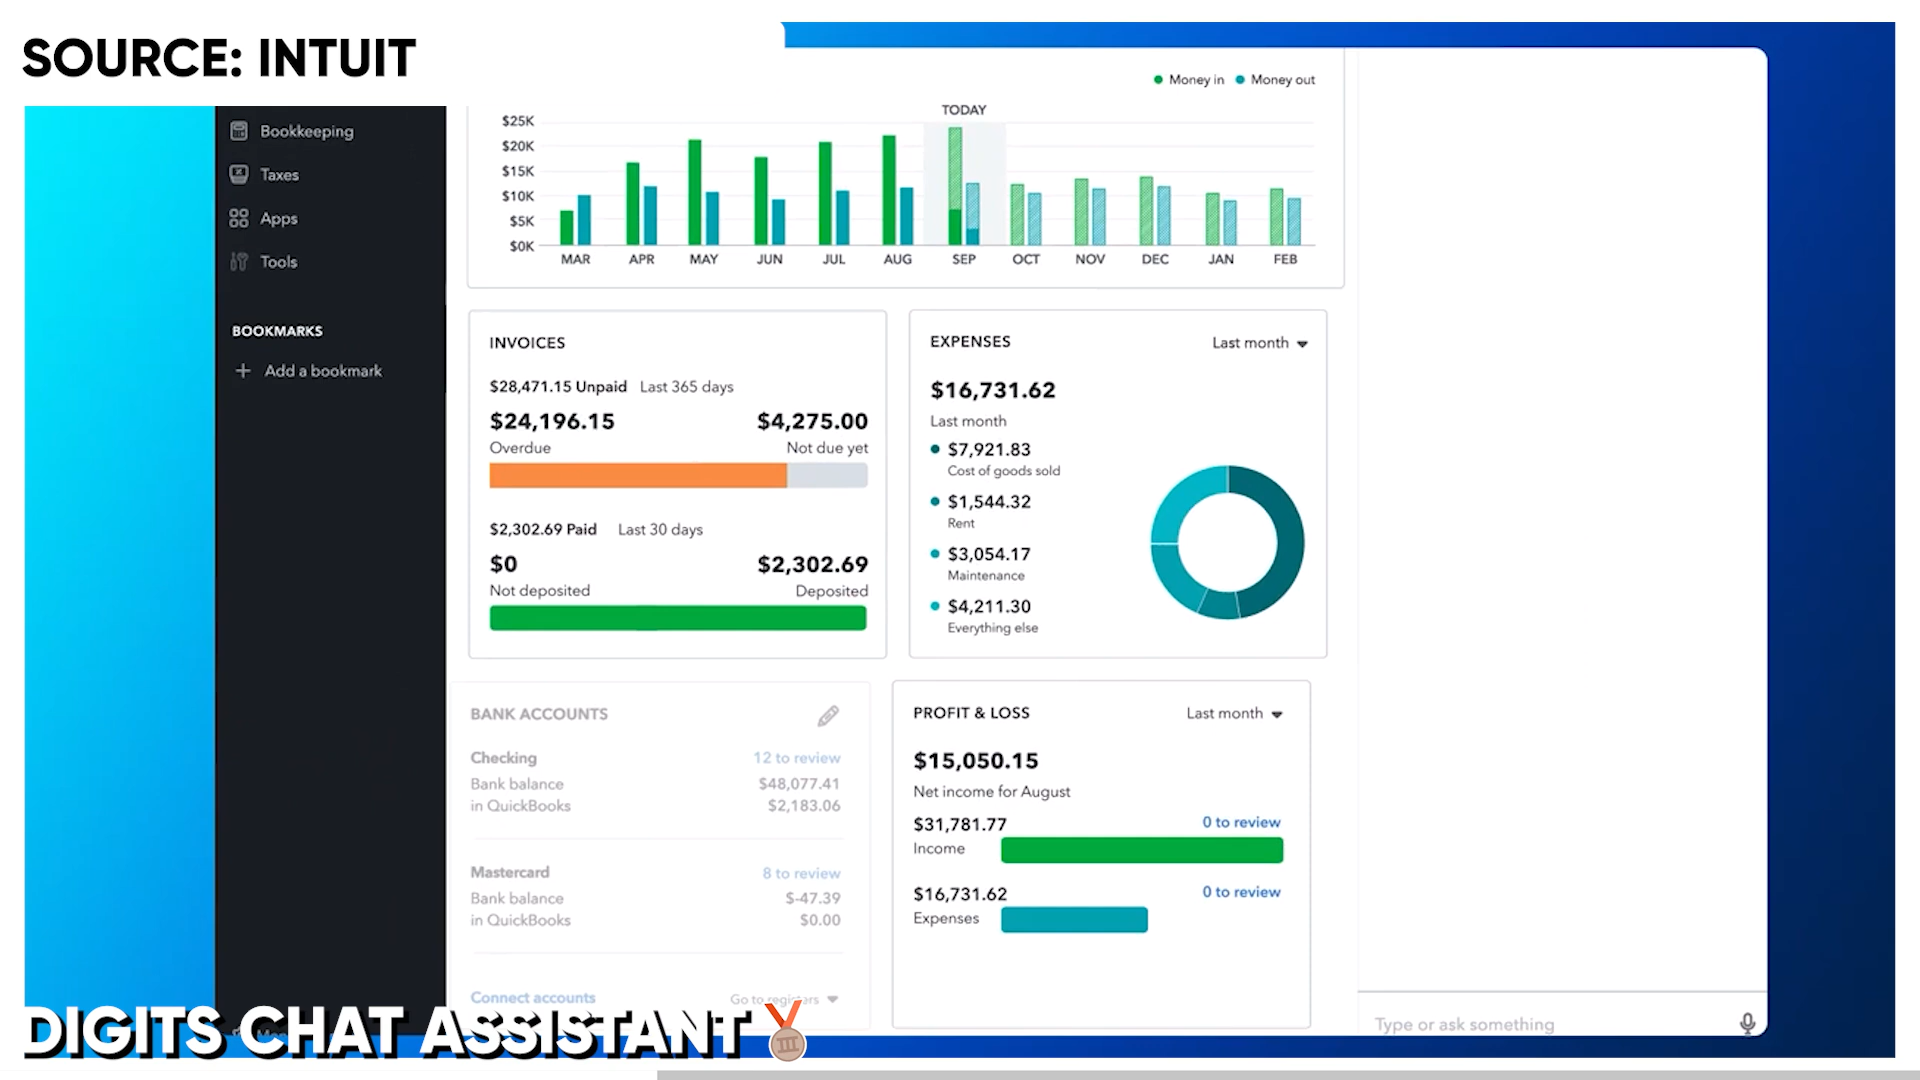 SOURCE: INTUIT
Money in Money out
TODAY
$25K
$20K
$15K
$10K
$5K
$0K
MAR APR MAY JUN JUL AUG SEP OCT NOV DEC JAN FEB
Bookkeeping
Taxes
Apps
Tools
BOOKMARKS
+ Add a bookmark
INVOICES
$28,471.15 Unpaid Last 365 days
$24,196.15 $4,275.00
Overdue Not due yet
$2,302.69 Paid Last 30 days
$0 $2,302.69
Not deposited Deposited
EXPENSES Last month
$16,731.62
Last month
$7,921.83
Cost of goods sold
$1,544.32
Rent
$3,054.17
Maintenance
$4,211.30
Everything else
BANK ACCOUNTS
Checking 12 to review
Bank balance $48,077.41
in QuickBooks $2,183.06
Mastercard 8 to review
Bank balance $-47.39
in QuickBooks $0.00
Connect accounts Go to registers
PROFIT & LOSS Last month
$15,050.15
Net income for August
$31,781.77 0 to review
Income
$16,731.62 0 to review
Expenses
Type or ask something
DIGITS CHAT ASSISTANT
III